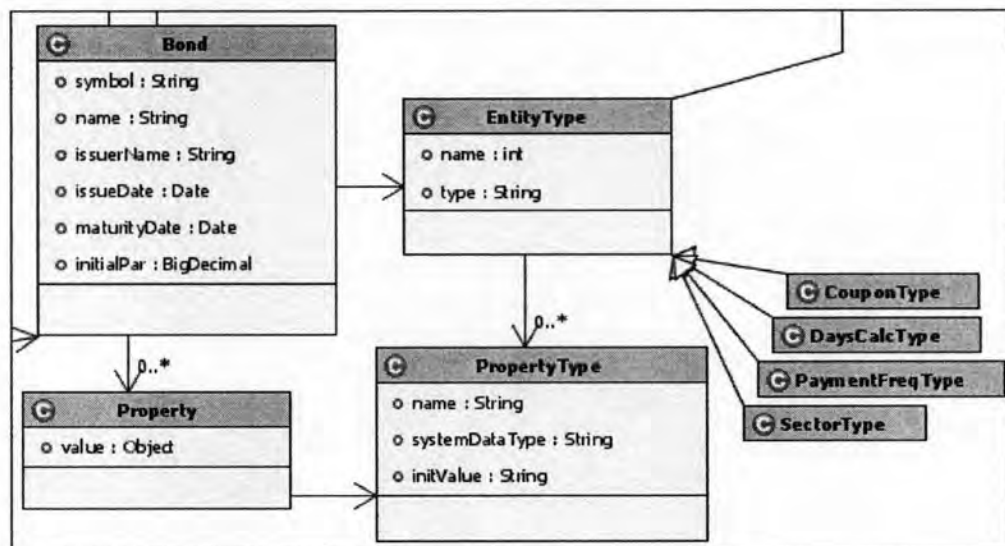 C Bond
symbol : String
name : String
issuerName : String
issueDate : Date
maturityDate : Date
initialPar : BigDecimal
C EntityType
name : int
type : String
0..*
0..*
C CouponType
C DaysCalcType
C PaymentFreqType
C SectorType
C Property
value : Object
C PropertyType
name : String
systemDataType : String
initValue : String